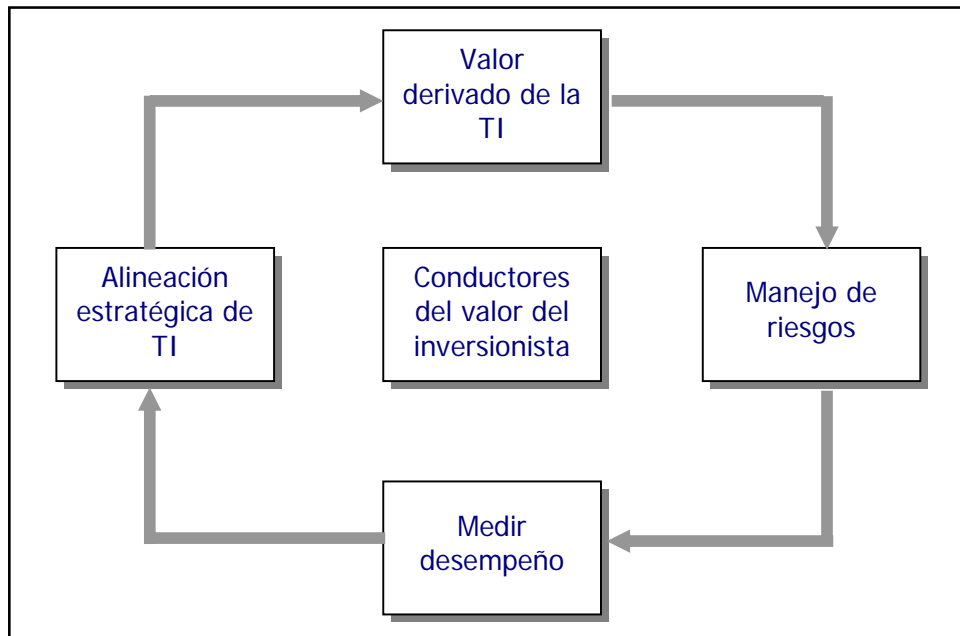 Valor
derivado de la
TI
Alineación
estratégica de
TI
Conductores
del valor del
inversionista
Manejo de
riesgos
Medir
desempeño